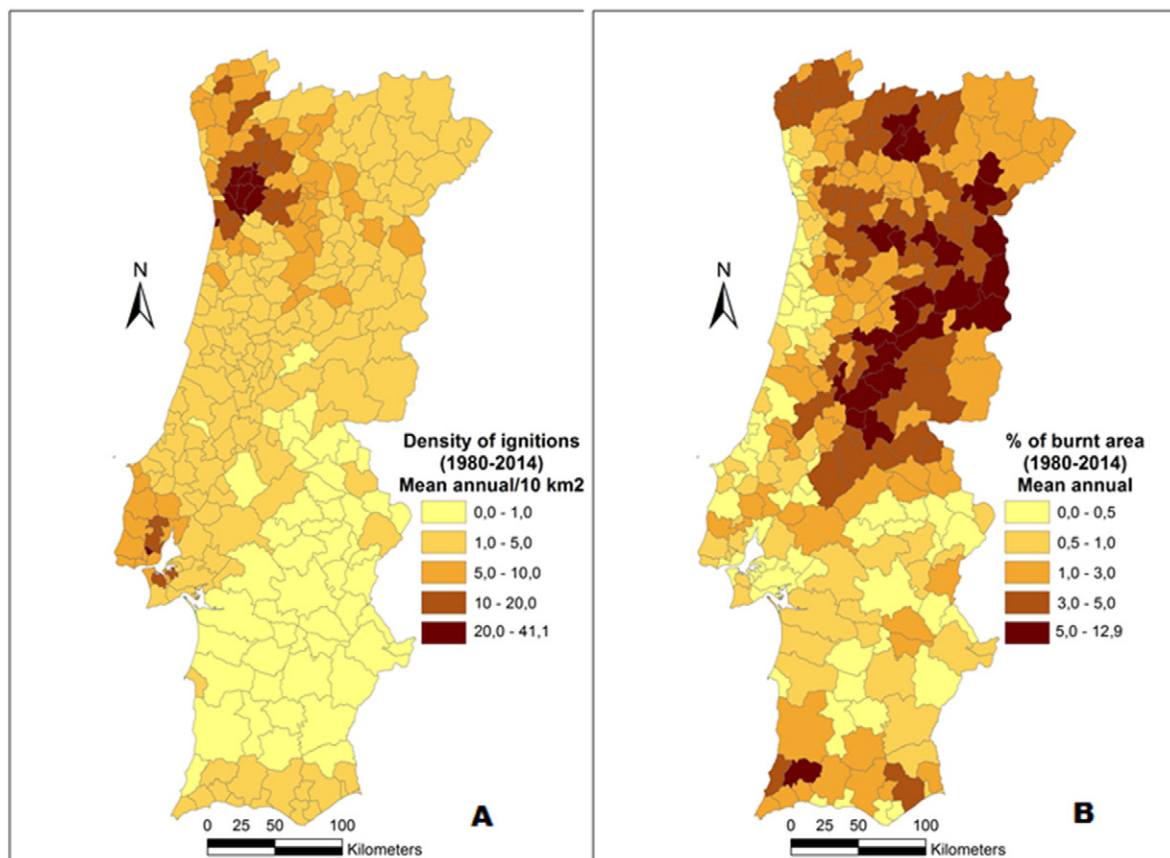 N
Density of ignitions
(1980-2014)
Mean annual/10 km2
0,0 - 1,0
1,0 - 5,0
5,0 - 10,0
10 - 20,0
20,0 - 41,1
0 25 50 100
Kilometers
A
N
% of burnt area
(1980-2014)
Mean annual
0,0 - 0,5
0,5 - 1,0
1,0 - 3,0
3,0 - 5,0
5,0 - 12,9
0 25 50 100
Kilometers
B